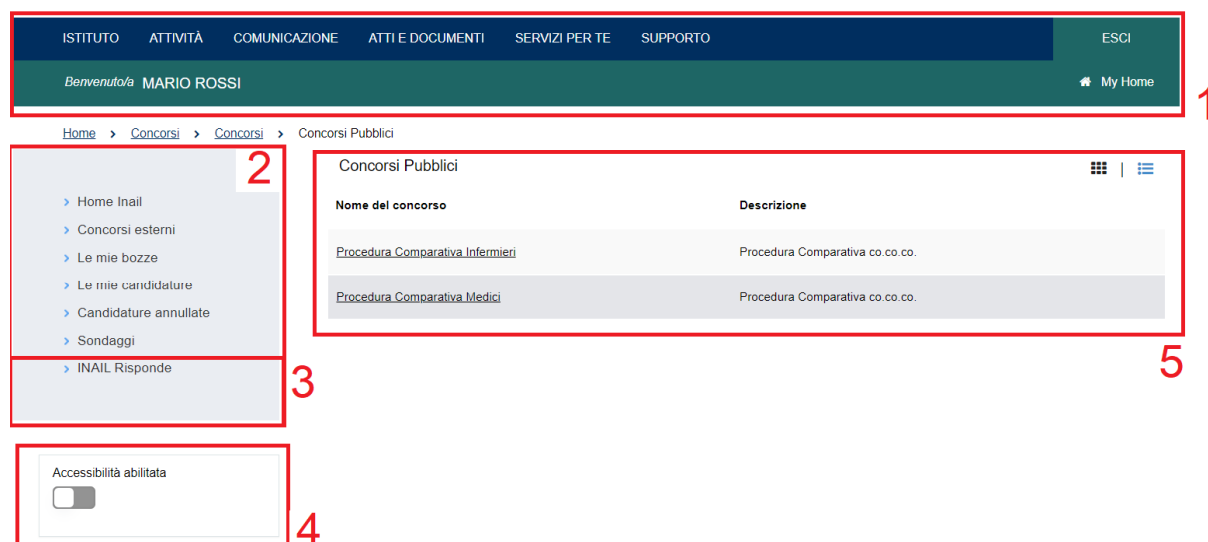 ISTITUTO ATTIVITÀ COMUNICAZIONE ATTI E DOCUMENTI SERVIZI PER TE SUPPORTO ESCI
Benvenuto/a MARIO ROSSI My Home
1
Home > Concorsi > Concorsi > Concorsi Pubblici
2
Concorsi Pubblici
Nome del concorso Descrizione
Procedura Comparativa Infermieri Procedura Comparativa co.co.co.
Procedura Comparativa Medici Procedura Comparativa co.co.co.
5
> Home Inail
> Concorsi esterni
> Le mie bozze
> Le mie candidature
> Candidature annullate
> Sondaggi
> INAIL Risponde
3
Accessibilità abilitata
4